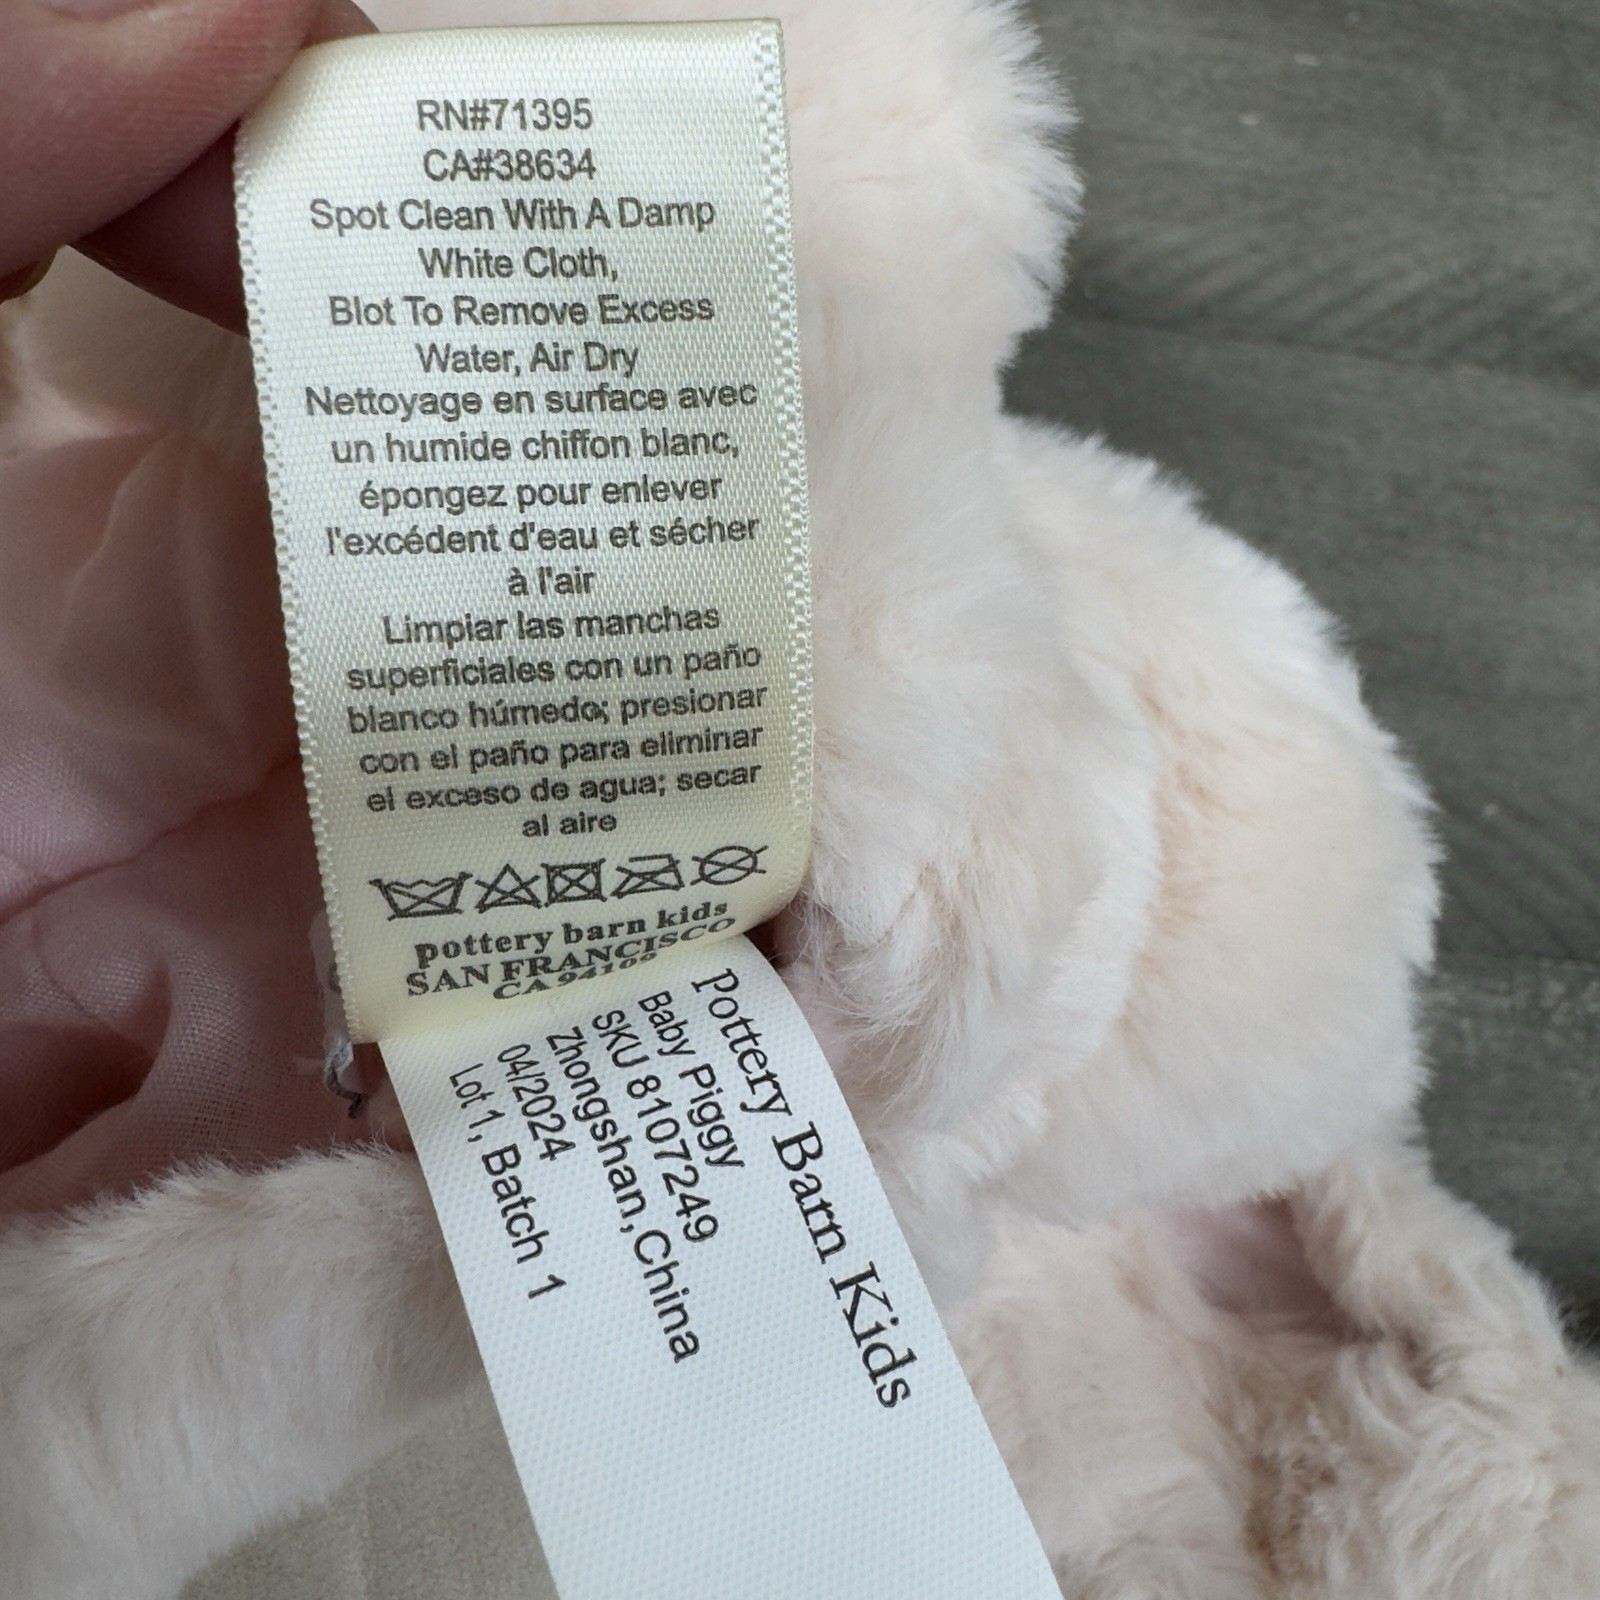 RN#71395
CA#38634
Spot Clean With A Damp
White Cloth,
Blot To Remove Excess
Water, Air Dry
Nettoyage en surface avec
un humide chiffon blanc,
épongez pour enlever
l'excédent d'eau et sécher
à l'air
Limpiar las manchas
superficiales con un paño
blanco húmedo; presionar
con el paño para eliminar
el exceso de agua; secar
al aire
pottery barn kids
SAN FRANCISCO
CA 94109
Pottery Barn Kids
Baby Piggy
SKU 8107249
Zhongshan, China
04/2024
Lot 1, Batch 1